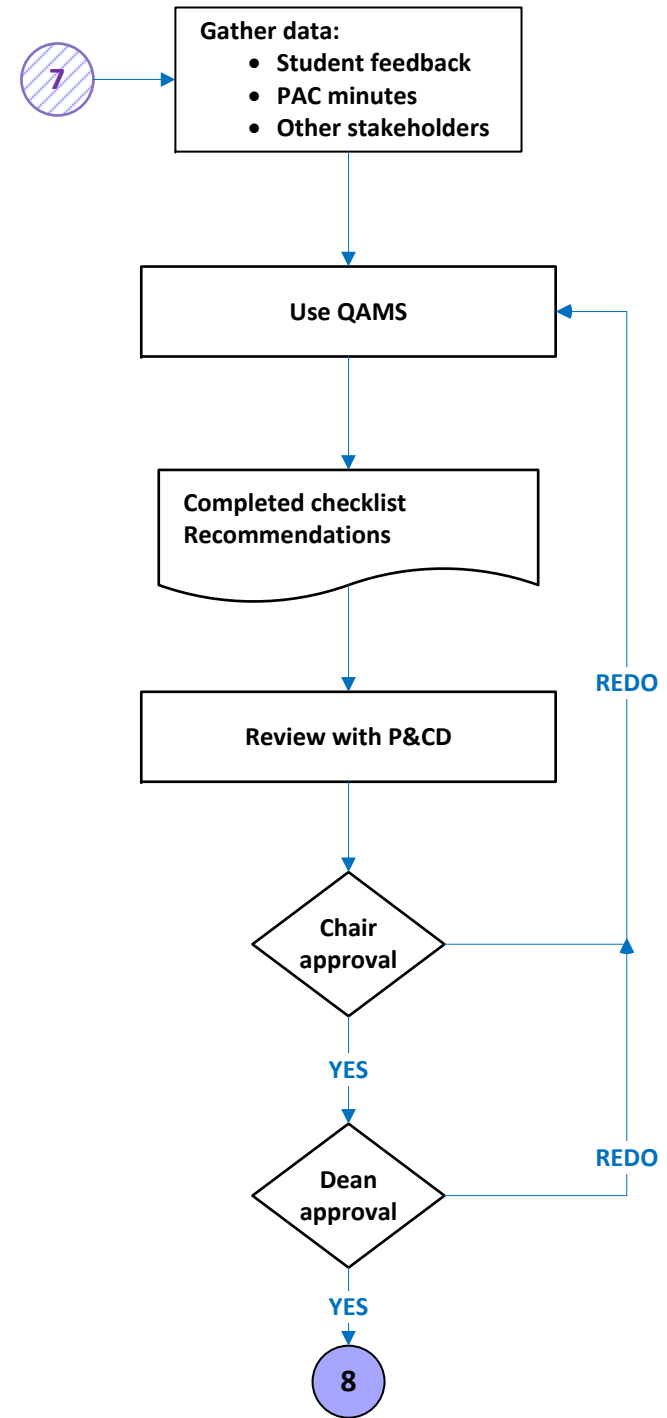 7
Gather data:
• Student feedback
• PAC minutes
• Other stakeholders
Use QAMS
Completed checklist
Recommendations
Review with P&CD
REDO
Chair
approval
YES
Dean
approval
REDO
YES
8